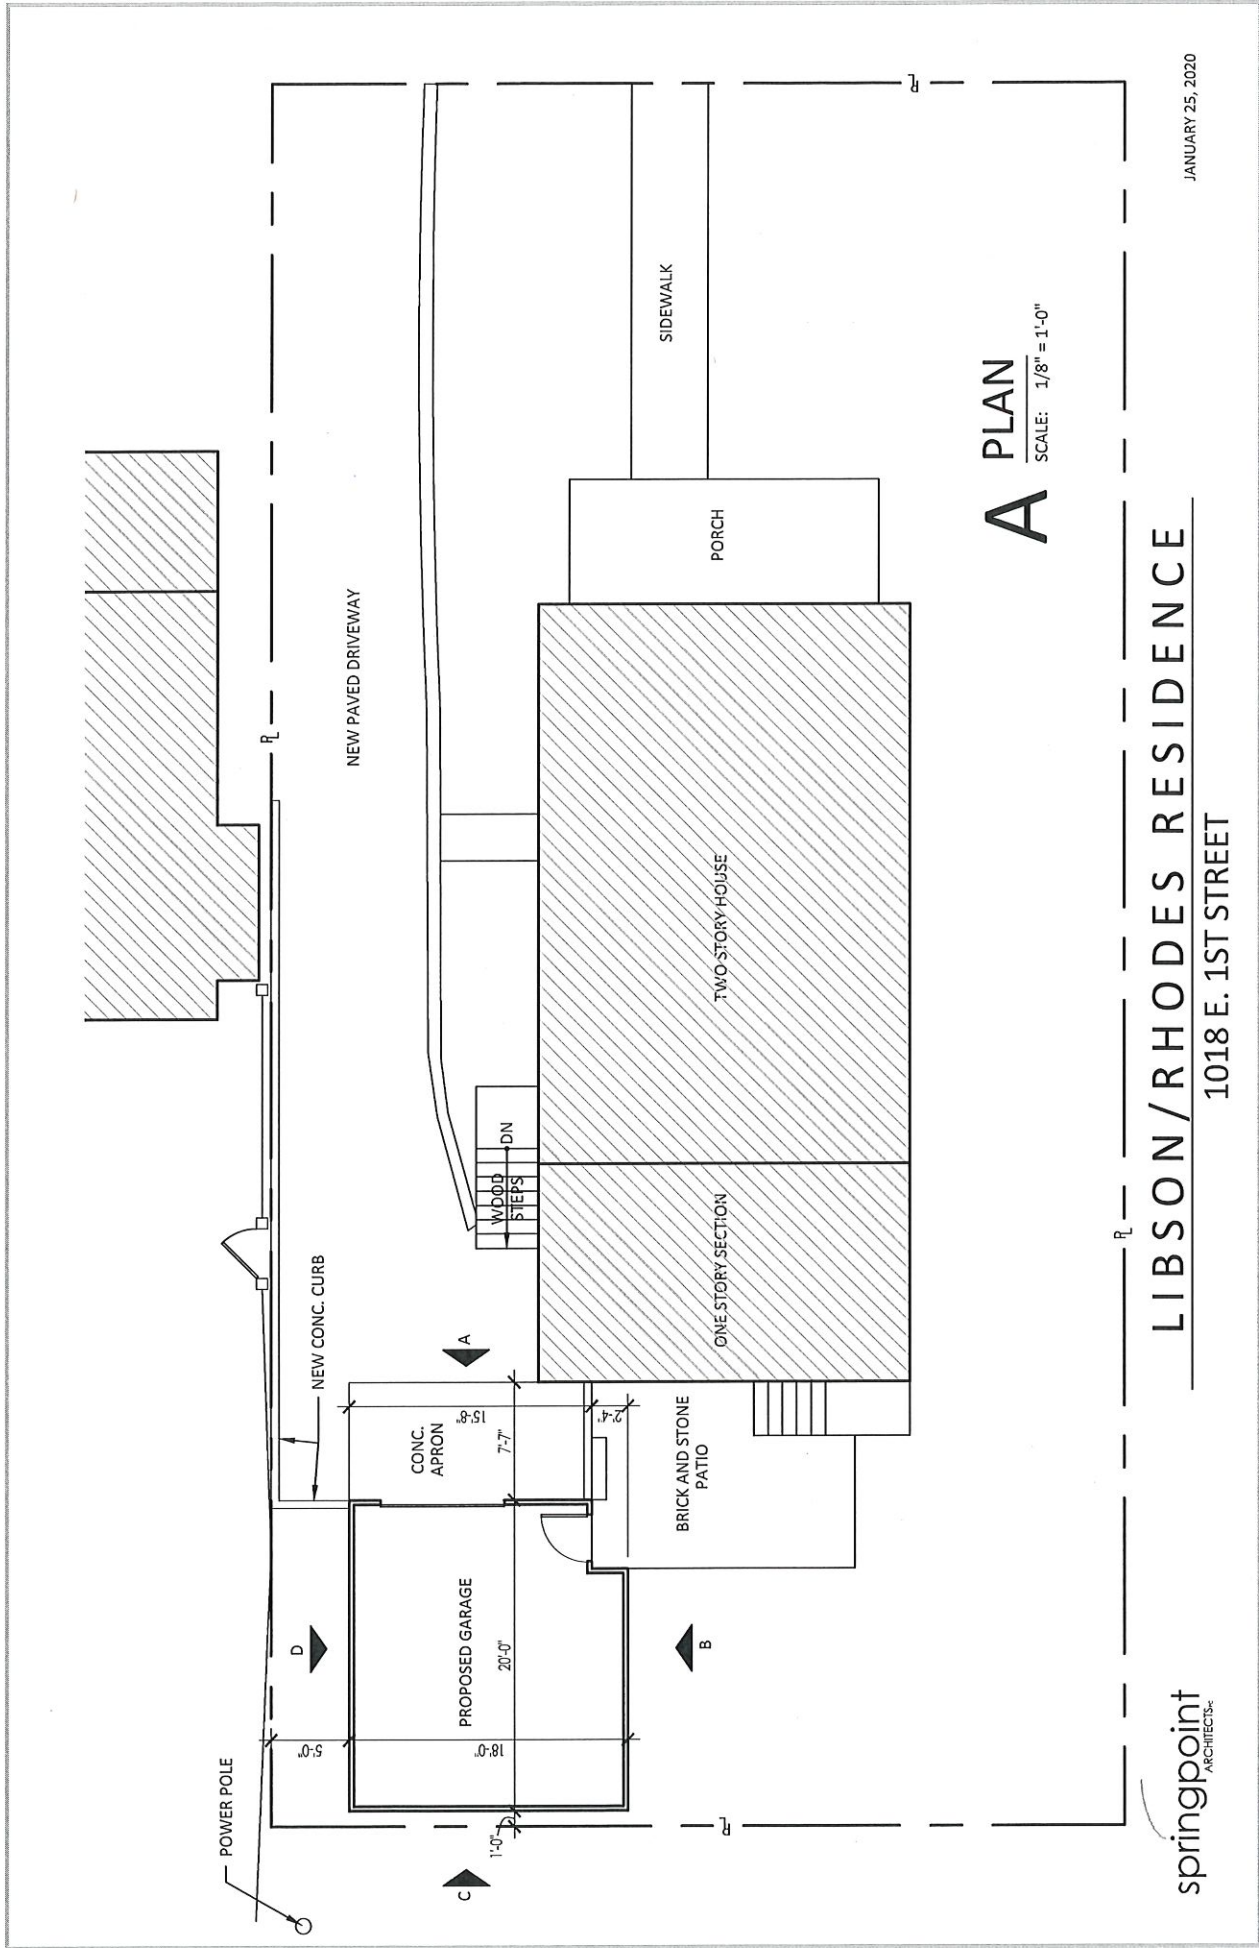 POWER POLE
NEW CONC. CURB
NEW PAVED DRIVEWAY
PL
D
5'-0"
PROPOSED GARAGE
18'-0"
20'-0"
1'-0"
C
B
CONC.
APRON
15'-8"
7'-7"
2'-4"
A
WOOD
STEPS
DN
BRICK AND STONE
PATIO
ONE STORY SECTION
TWO STORY HOUSE
PORCH
SIDEWALK
PL
PL
PL
A
PLAN
SCALE: 1/8" = 1'-0"
LIBSON/RHODES RESIDENCE
1018 E. 1ST STREET
springpoint
ARCHITECTS
JANUARY 25, 2020